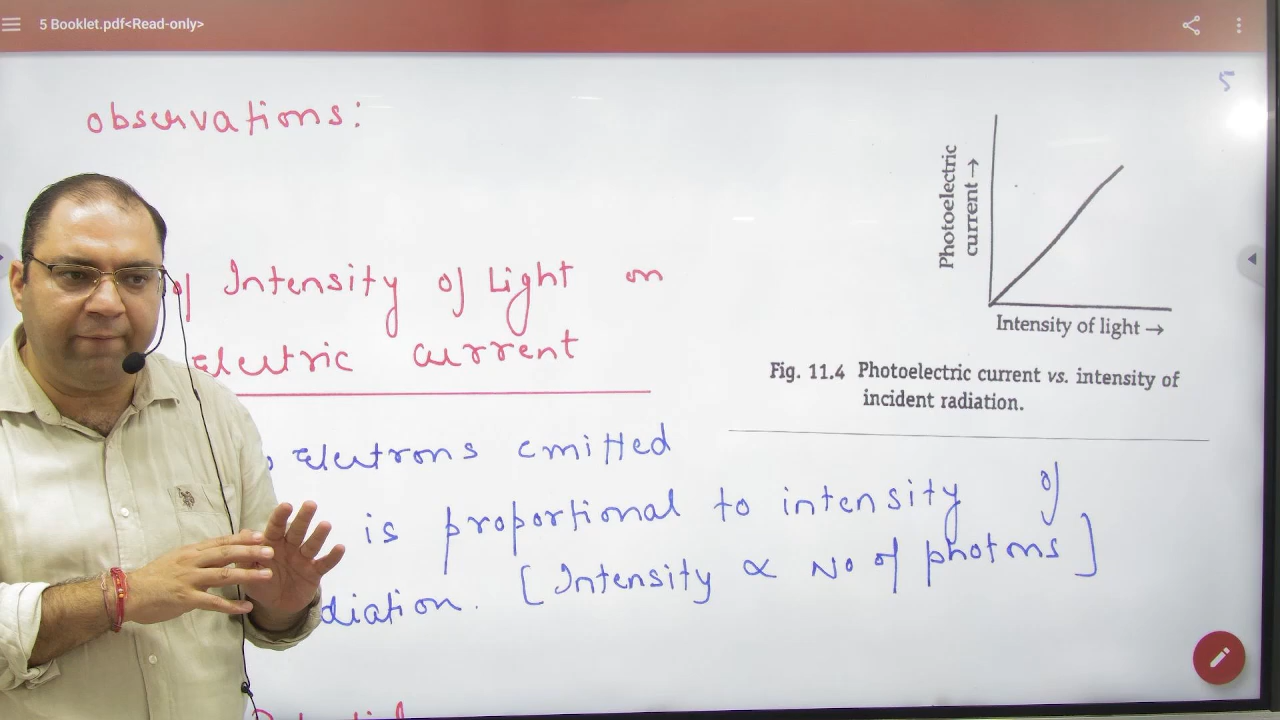 5 Booklet.pdf<Read-only>
5
observations:
of Intensity of Light on
electric current
electrons emitted
is proportional to intensity of
diation. [Intensity ∝ No of photons]
Photoelectric
current →
Intensity of light →
Fig. 11.4 Photoelectric current vs. intensity of
incident radiation.